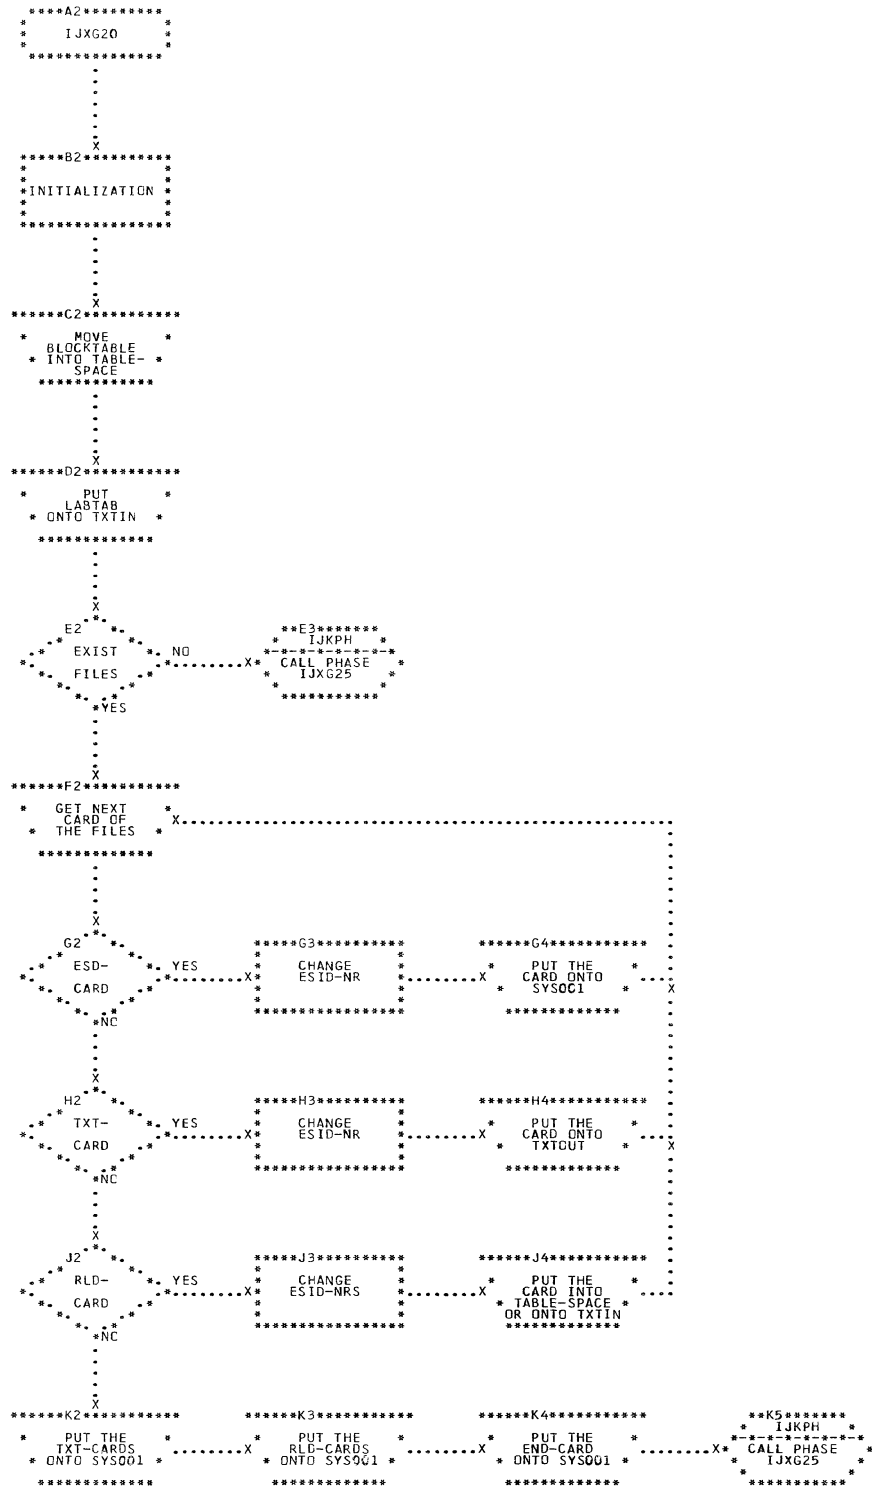 A2
IJXG20
B2
INITIALIZATION
C2
MOVE
BLOCKTABLE
INTO TABLE-
SPACE
D2
PUT
LABTAB
ONTO TXTIN
E2
EXIST
FILES
NO
YES
E3
IJKPH
CALL PHASE
IJXG25
F2
GET NEXT
CARD OF
THE FILES
G2
ESD-
CARD
YES
NO
G3
CHANGE
ESID-NR
G4
PUT THE
CARD ONTO
SYS001
H2
TXT-
CARD
YES
NO
H3
CHANGE
ESID-NR
H4
PUT THE
CARD ONTO
TXTOUT
J2
RLD-
CARD
YES
NO
J3
CHANGE
ESID-NRS
J4
PUT THE
CARD INTO
TABLE-SPACE
OR ONTO TXTIN
K2
PUT THE
TXT-CARDS
ONTO SYS001
K3
PUT THE
RLD-CARDS
ONTO SYS001
K4
PUT THE
END-CARD
ONTO SYS001
K5
IJKPH
CALL PHASE
IJXG25